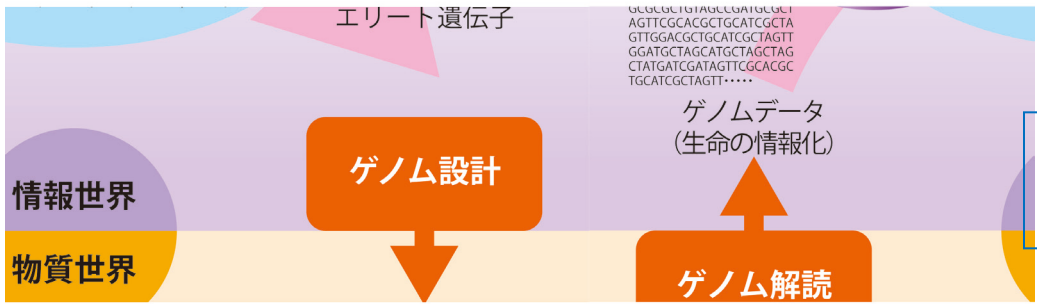 エリート遺伝子
GCGCGCTGTAGCCGATGCGCT
AGTTCGCACGCTGCATCGCTA
GTTGGACGCTGCATCGCTAGTT
GGATGCTAGCATGCTAGCTAG
CTATGATCGATAGTTCGCACGC
TGCATCGCTAGTT・・・・・
ゲノムデータ
(生命の情報化)
ゲノム設計
情報世界
物質世界
ゲノム解読